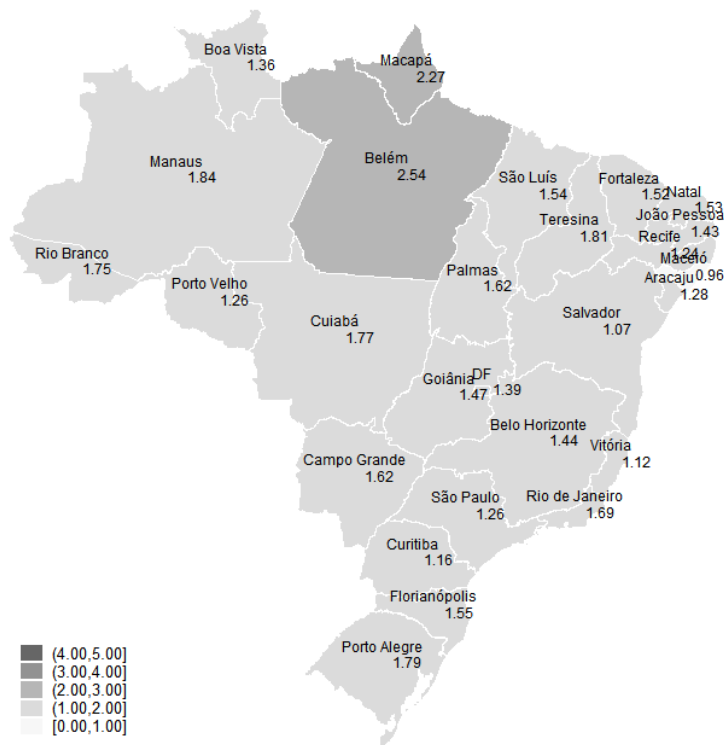 Boa Vista
1.36
Macapá
2.27
Manaus
1.84
Belém
2.54
São Luís
1.54
Fortaleza
1.52
Natal
1.53
Teresina
1.81
João Pessoa
1.43
Recife
1.24
Maceió
0.96
Aracaju
1.28
Rio Branco
1.75
Porto Velho
1.26
Palmas
1.62
Cuiabá
1.77
Salvador
1.07
Goiânia
1.47
DF
1.39
Belo Horizonte
1.44
Vitória
1.12
Campo Grande
1.62
São Paulo
1.26
Rio de Janeiro
1.69
Curitiba
1.16
Florianópolis
1.55
Porto Alegre
1.79
(4.00,5.00]
(3.00,4.00]
(2.00,3.00]
(1.00,2.00]
[0.00,1.00]